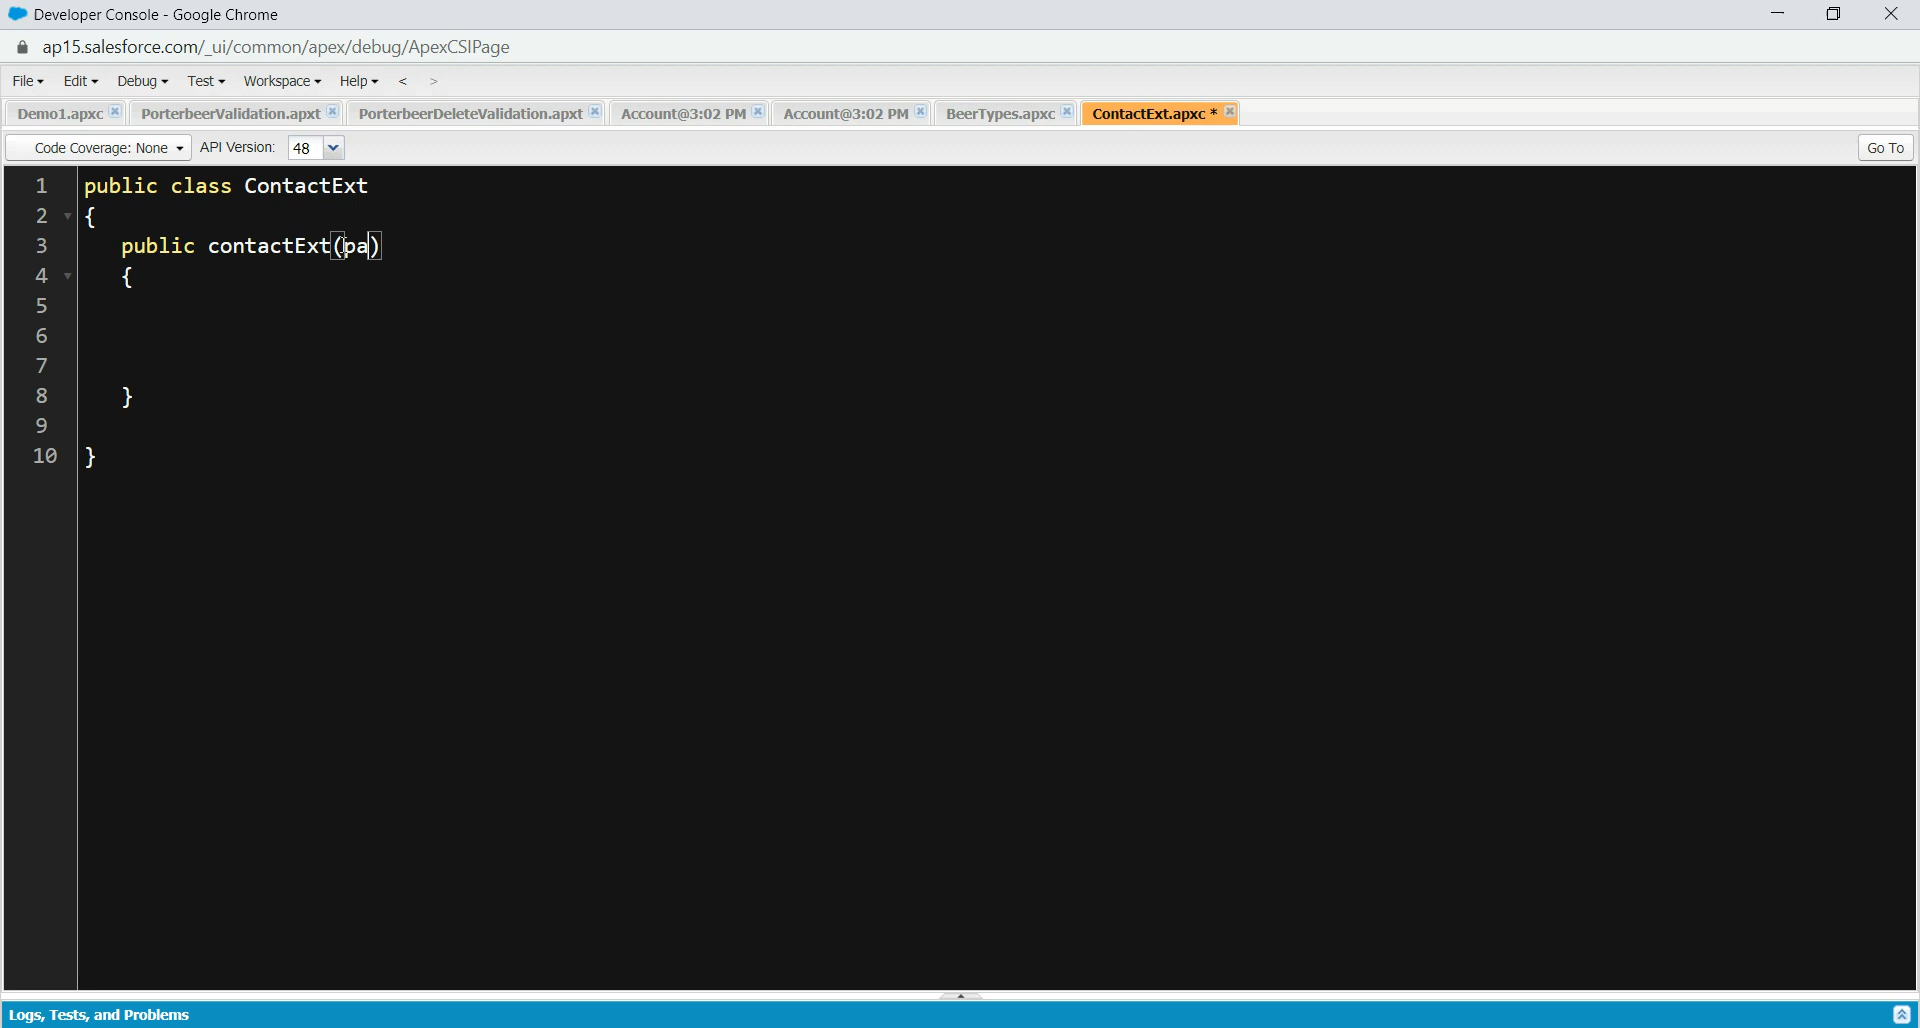 Developer Console - Google Chrome
ap15.salesforce.com/_ui/common/apex/debug/ApexCSIPage
File Edit Debug Test Workspace Help < >
Demo1.apxc PorterbeerValidation.apxt PorterbeerDeleteValidation.apxt Account@3:02 PM Account@3:02 PM BeerTypes.apxc ContactExt.apxc *
Code Coverage: None API Version: 48 Go To
1 public class ContactExt
2 {
3 public contactExt(pa)
4 {
5
6
7
8 }
9
10 }
Logs, Tests, and Problems